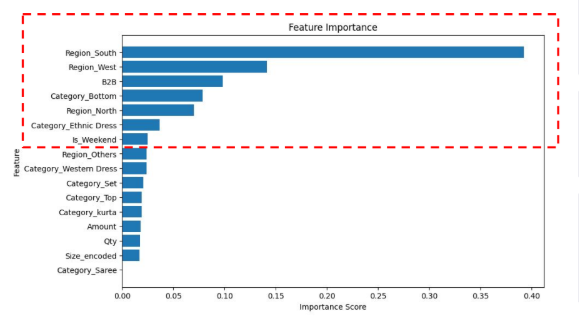 Feature Importance
Region_South
Region_West
B2B
Category_Bottom
Region_North
Category_Ethnic Dress
Is_Weekend
Region_Others
Category_Western Dress
Category_Set
Category_Top
Category_kurta
Amount
Qty
Size_encoded
Category_Saree
Feature
0.00 0.05 0.10 0.15 0.20 0.25 0.30 0.35 0.40
Importance Score